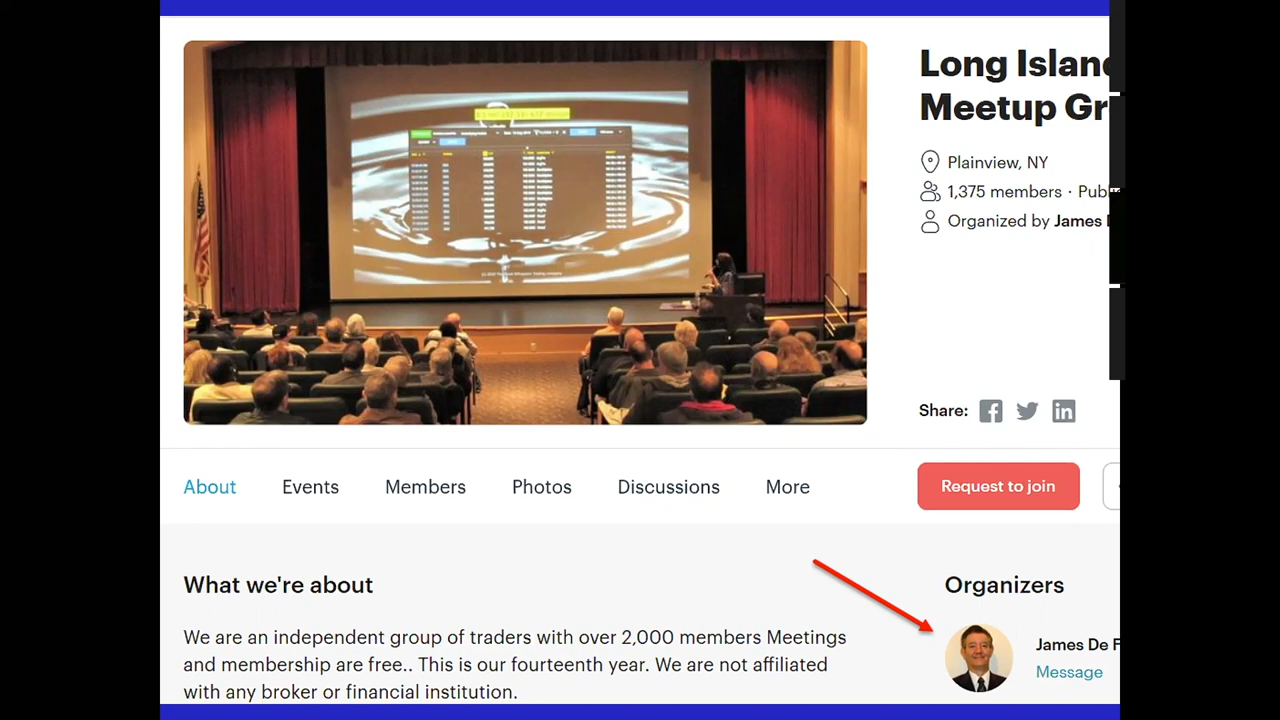 Long Island
Meetup Gr
Plainview, NY
1,375 members · Pub
Organized by James
Share:
About Events Members Photos Discussions More
Request to join
What we're about
Organizers
We are an independent group of traders with over 2,000 members Meetings
and membership are free.. This is our fourteenth year. We are not affiliated
with any broker or financial institution.
James De F
Message